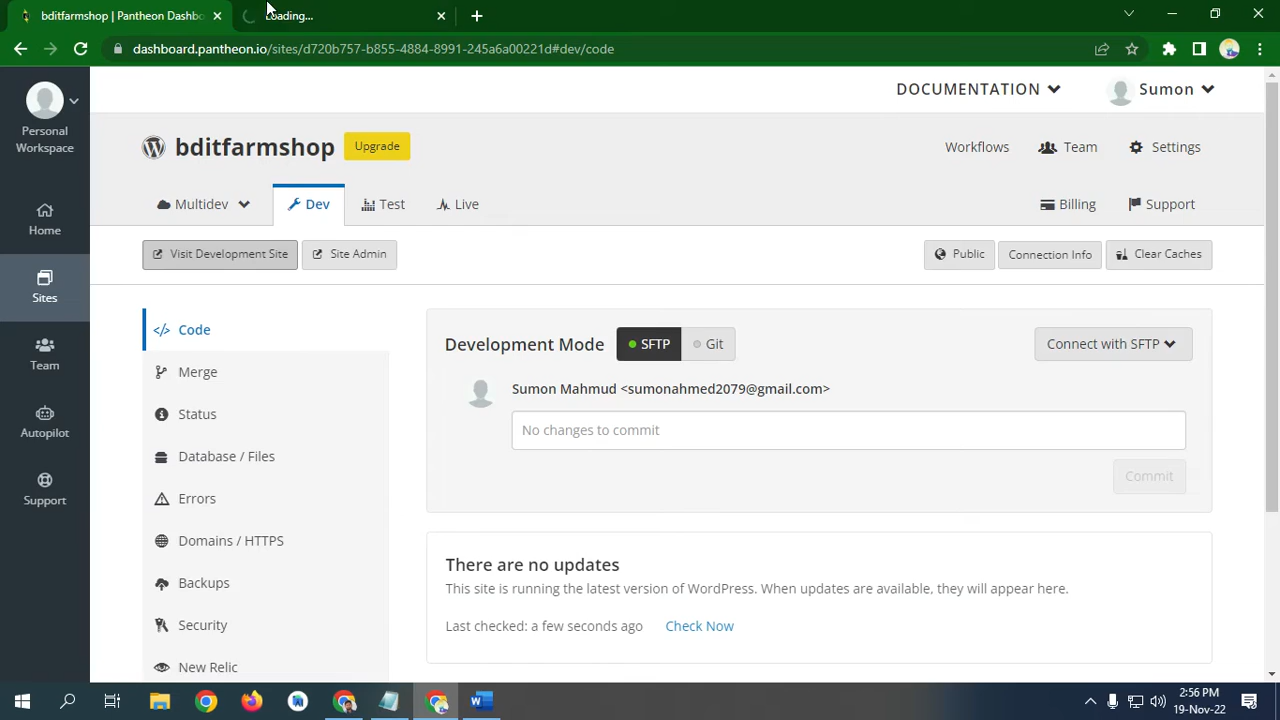 bditfarmshop | Pantheon Dashbo
Loading...
dashboard.pantheon.io/sites/d720b757-b855-4884-8991-245a6a00221d#dev/code
Personal
Workspace
Home
Sites
Team
Autopilot
Support
DOCUMENTATION
Sumon
bditfarmshop
Upgrade
Workflows
Team
Settings
Multidev
Dev
Test
Live
Billing
Support
Visit Development Site
Site Admin
Public
Connection Info
Clear Caches
Code
Merge
Status
Database / Files
Errors
Domains / HTTPS
Backups
Security
New Relic
Development Mode
SFTP
Git
Connect with SFTP
Sumon Mahmud <sumonahmed2079@gmail.com>
No changes to commit
Commit
There are no updates
This site is running the latest version of WordPress. When updates are available, they will appear here.
Last checked: a few seconds ago
Check Now
2:56 PM
19-Nov-22